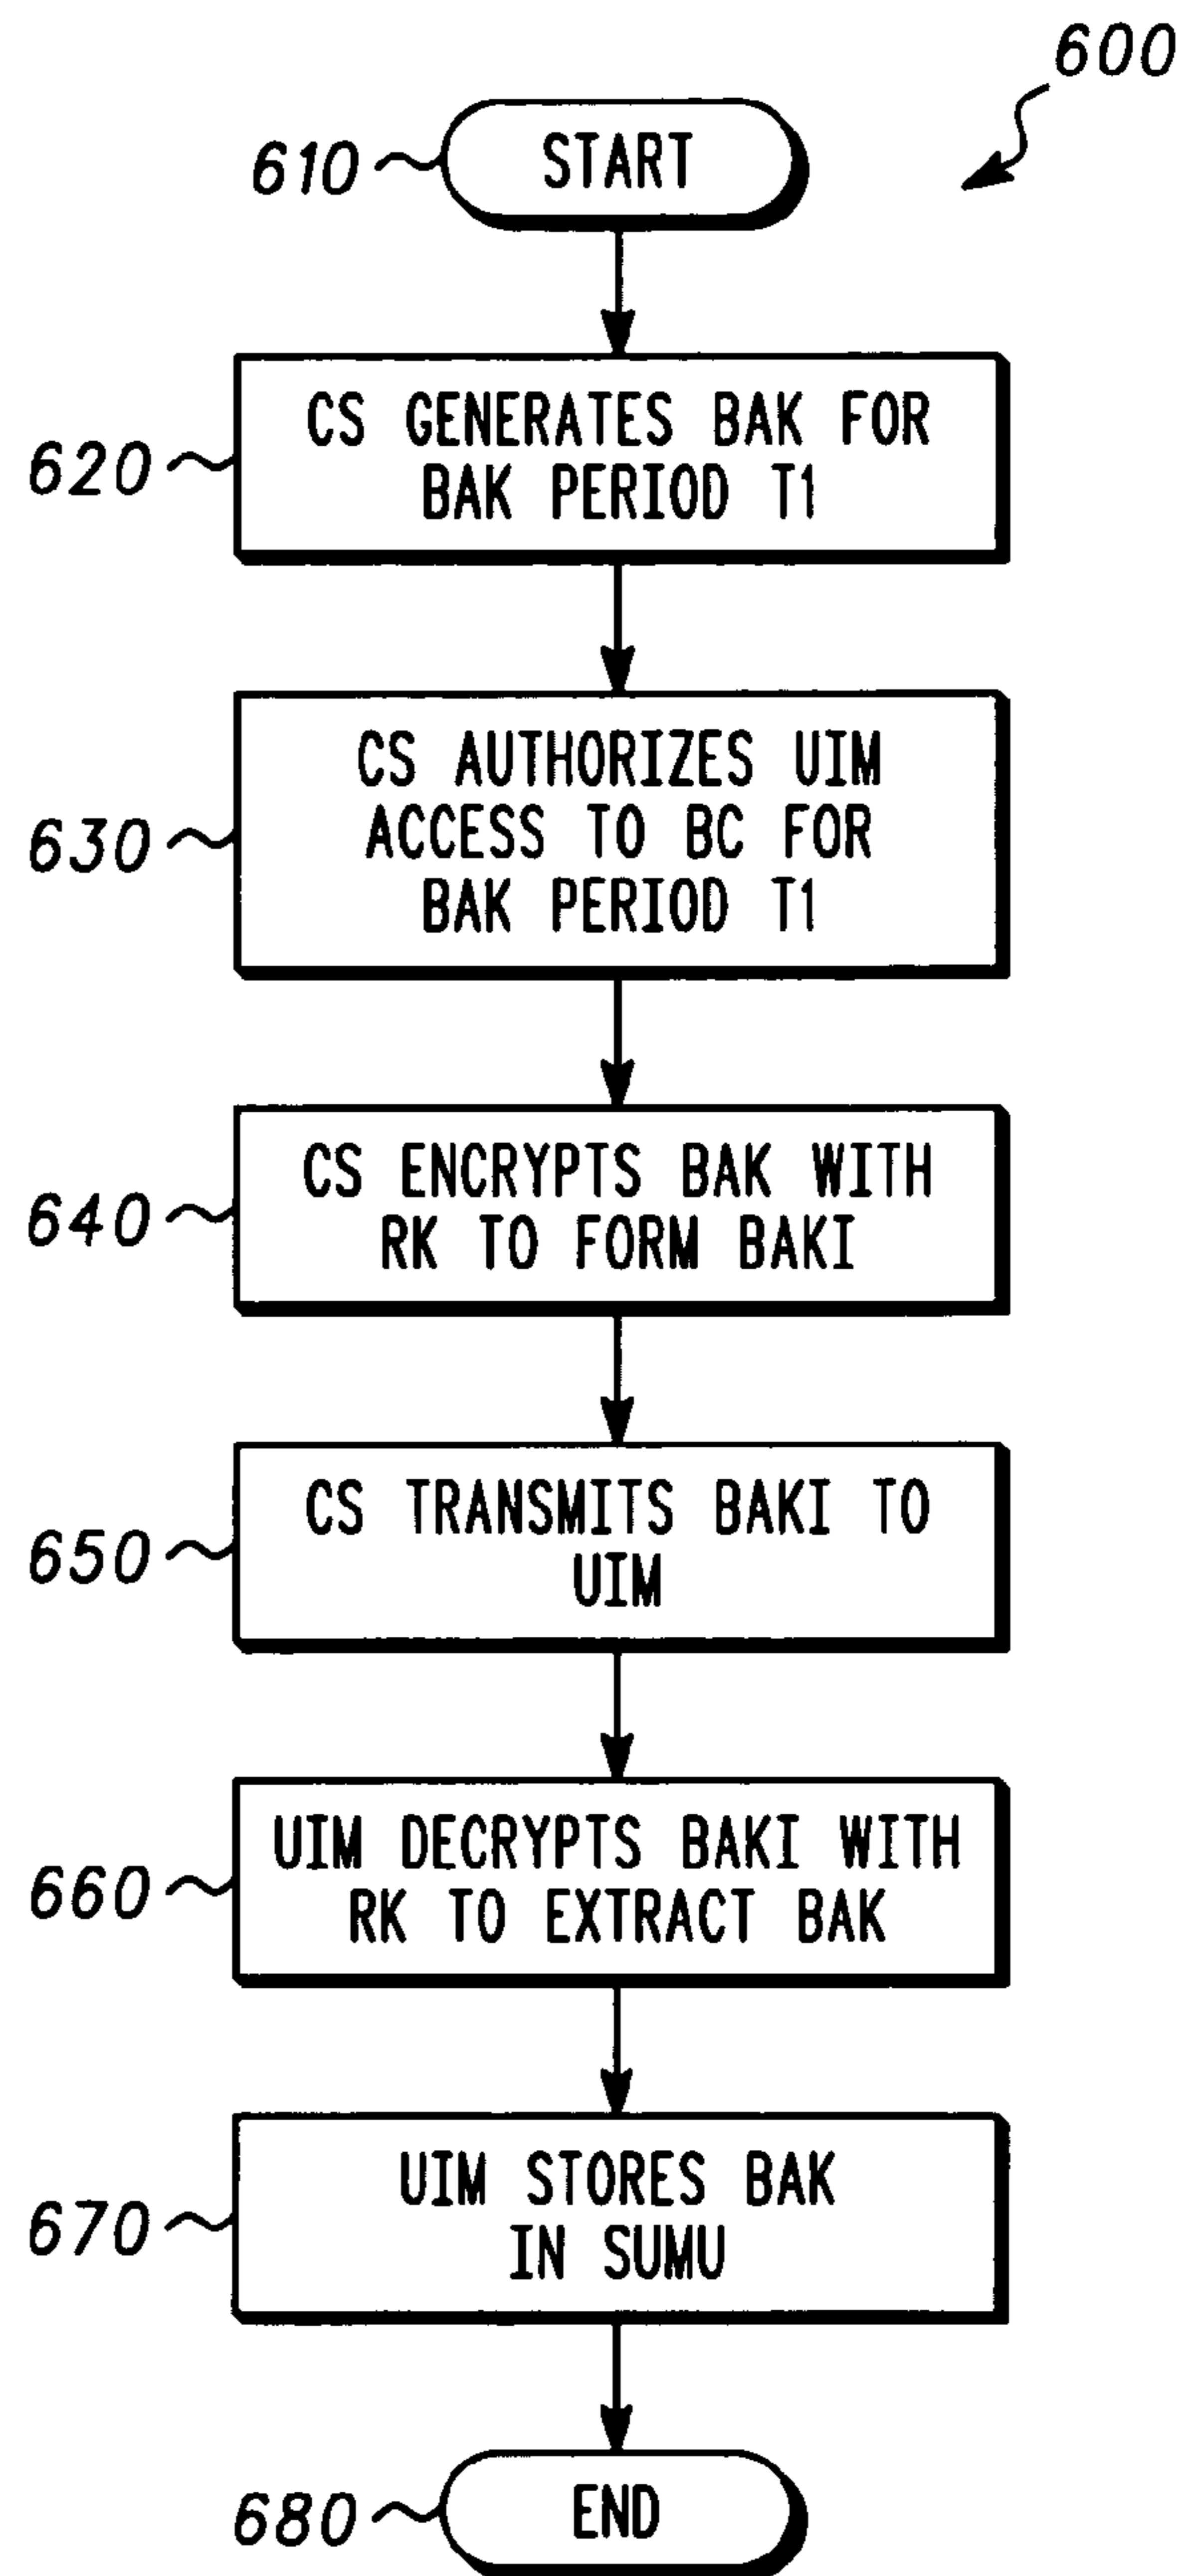 600
610
START
620
CS GENERATES BAK FOR
BAK PERIOD T1
630
CS AUTHORIZES UIM
ACCESS TO BC FOR
BAK PERIOD T1
640
CS ENCRYPTS BAK WITH
RK TO FORM BAKI
650
CS TRANSMITS BAKI TO
UIM
660
UIM DECRYPTS BAKI WITH
RK TO EXTRACT BAK
670
UIM STORES BAK
IN SUMU
680
END